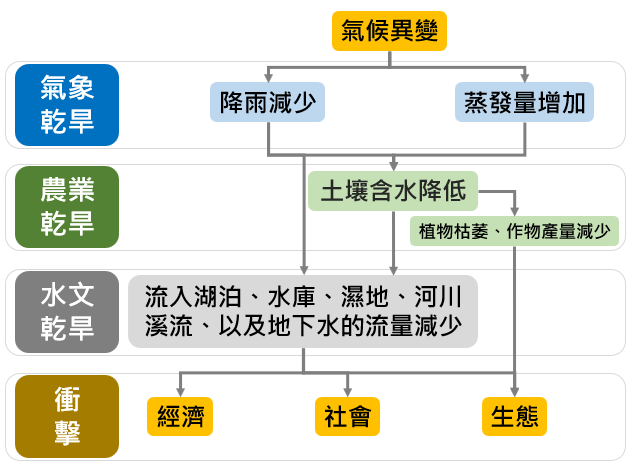 氣候異變
氣象
乾旱
降雨減少
蒸發量增加
農業
乾旱
土壤含水降低
植物枯萎、作物產量減少
水文
乾旱
流入湖泊、水庫、濕地、河川
溪流、以及地下水的流量減少
衝
擊
經濟
社會
生態